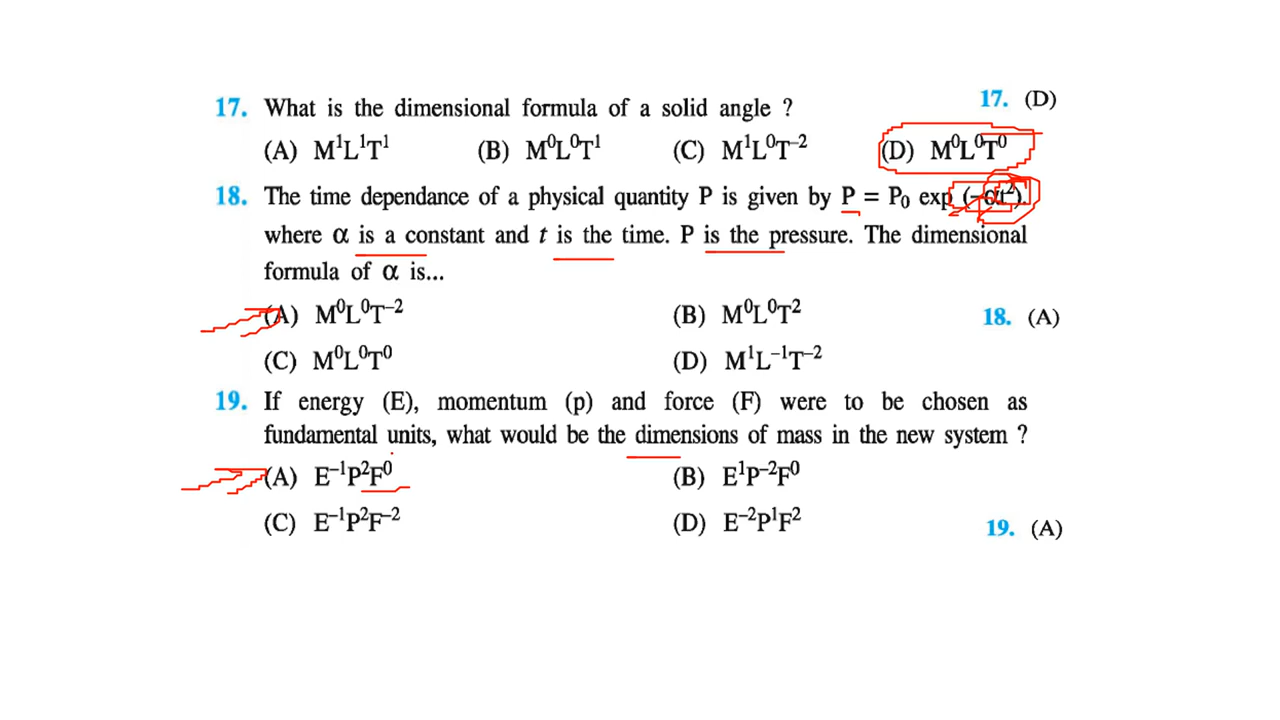 17. What is the dimensional formula of a solid angle ? 17. (D)
(A) M¹L¹T¹ (B) M⁰L⁰T¹ (C) M¹L⁰T⁻² (D) M⁰L⁰T⁰
18. The time dependance of a physical quantity P is given by P = P₀ exp (–αt²).
where α is a constant and t is the time. P is the pressure. The dimensional
formula of α is...
(A) M⁰L⁰T⁻² (B) M⁰L⁰T² 18. (A)
(C) M⁰L⁰T⁰ (D) M¹L⁻¹T⁻²
19. If energy (E), momentum (p) and force (F) were to be chosen as
fundamental units, what would be the dimensions of mass in the new system ?
(A) E⁻¹P²F⁰ (B) E¹P⁻²F⁰
(C) E⁻¹P²F⁻² (D) E⁻²P¹F² 19. (A)